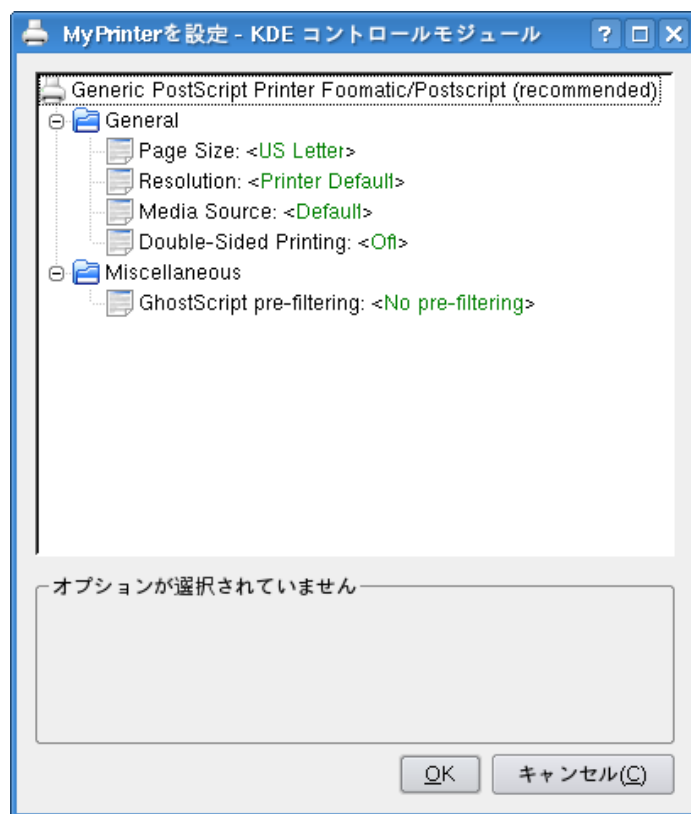 MyPrinterを設定 - KDE コントロールモジュール
Generic PostScript Printer Foomatic/Postscript (recommended)
General
Page Size: <US Letter>
Resolution: <Printer Default>
Media Source: <Default>
Double-Sided Printing: <Off>
Miscellaneous
GhostScript pre-filtering: <No pre-filtering>
オプションが選択されていません
OK キャンセル(C)